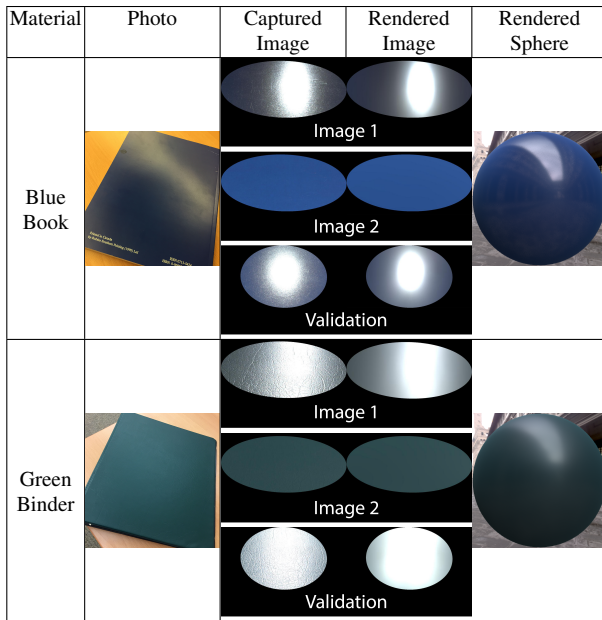 Material
Photo
Captured
Image
Rendered
Image
Rendered
Sphere
Blue
Book
Image 1
Image 2
Validation
Green
Binder
Image 1
Image 2
Validation